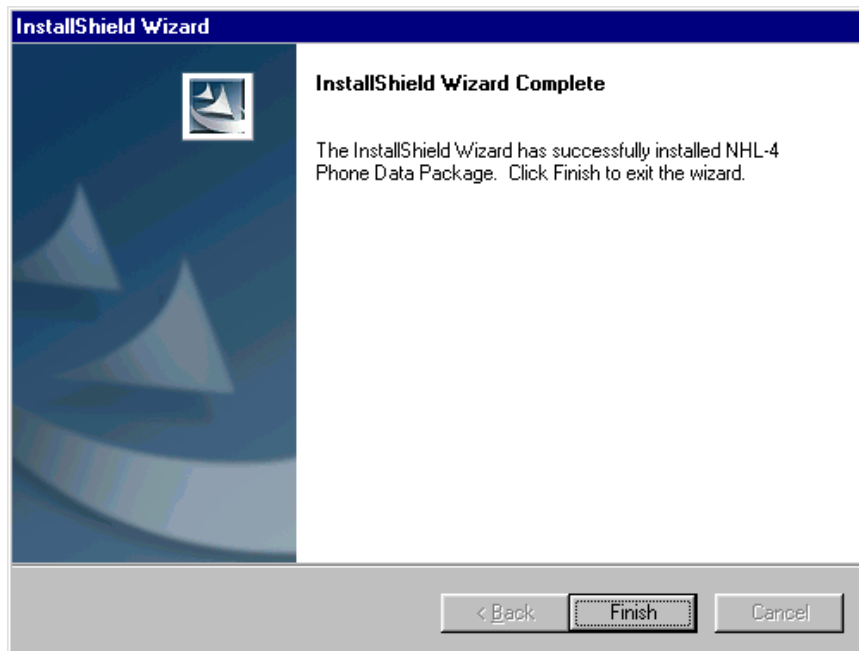 InstallShield Wizard
InstallShield Wizard Complete
The InstallShield Wizard has successfully installed NHL-4
Phone Data Package. Click Finish to exit the wizard.
< Back
Finish
Cancel